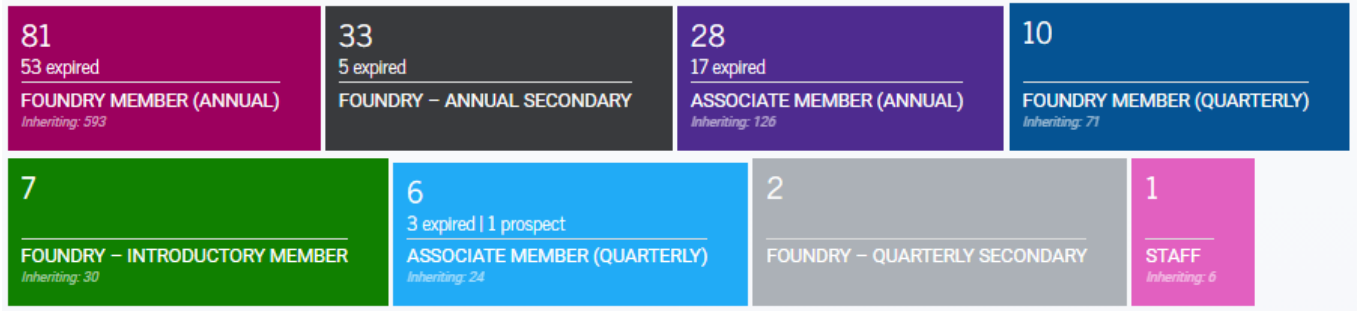 81
53 expired
FOUNDRY MEMBER (ANNUAL)
Inheriting: 593
33
5 expired
FOUNDRY – ANNUAL SECONDARY
28
17 expired
ASSOCIATE MEMBER (ANNUAL)
Inheriting: 126
10
FOUNDRY MEMBER (QUARTERLY)
Inheriting: 71
7
FOUNDRY – INTRODUCTORY MEMBER
Inheriting: 30
6
3 expired | 1 prospect
ASSOCIATE MEMBER (QUARTERLY)
Inheriting: 24
2
FOUNDRY – QUARTERLY SECONDARY
1
STAFF
Inheriting: 6